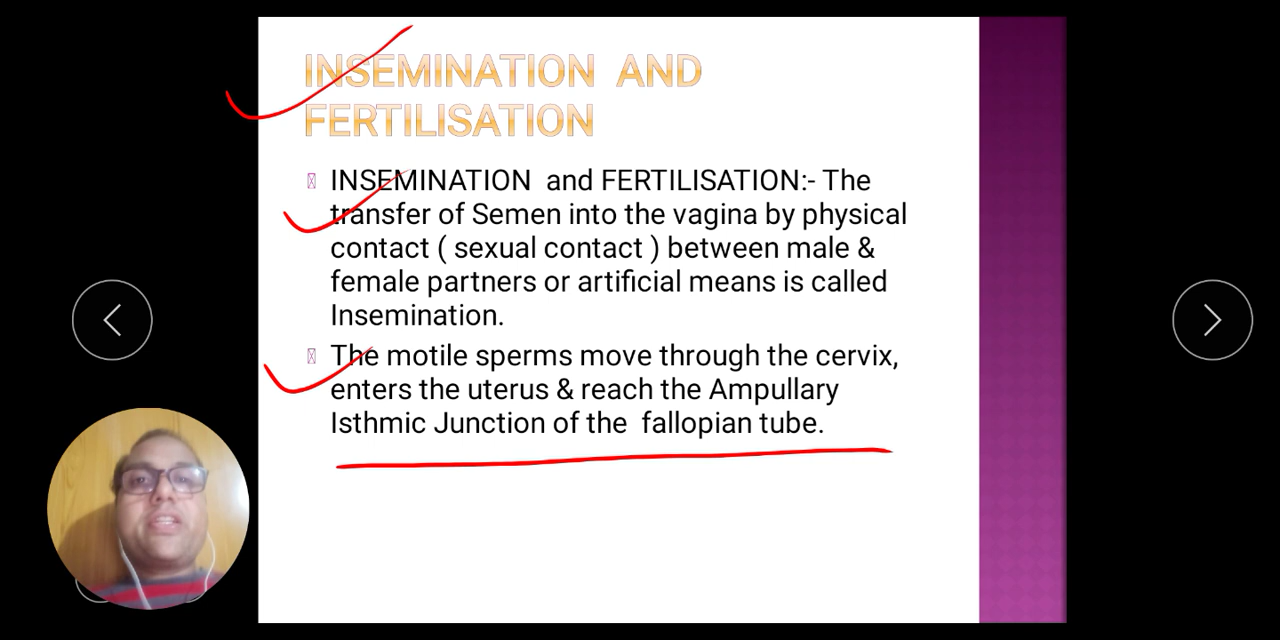 INSEMINATION AND
FERTILISATION
INSEMINATION and FERTILISATION:- The
transfer of Semen into the vagina by physical
contact ( sexual contact ) between male &
female partners or artificial means is called
Insemination.
The motile sperms move through the cervix,
enters the uterus & reach the Ampullary
Isthmic Junction of the fallopian tube.